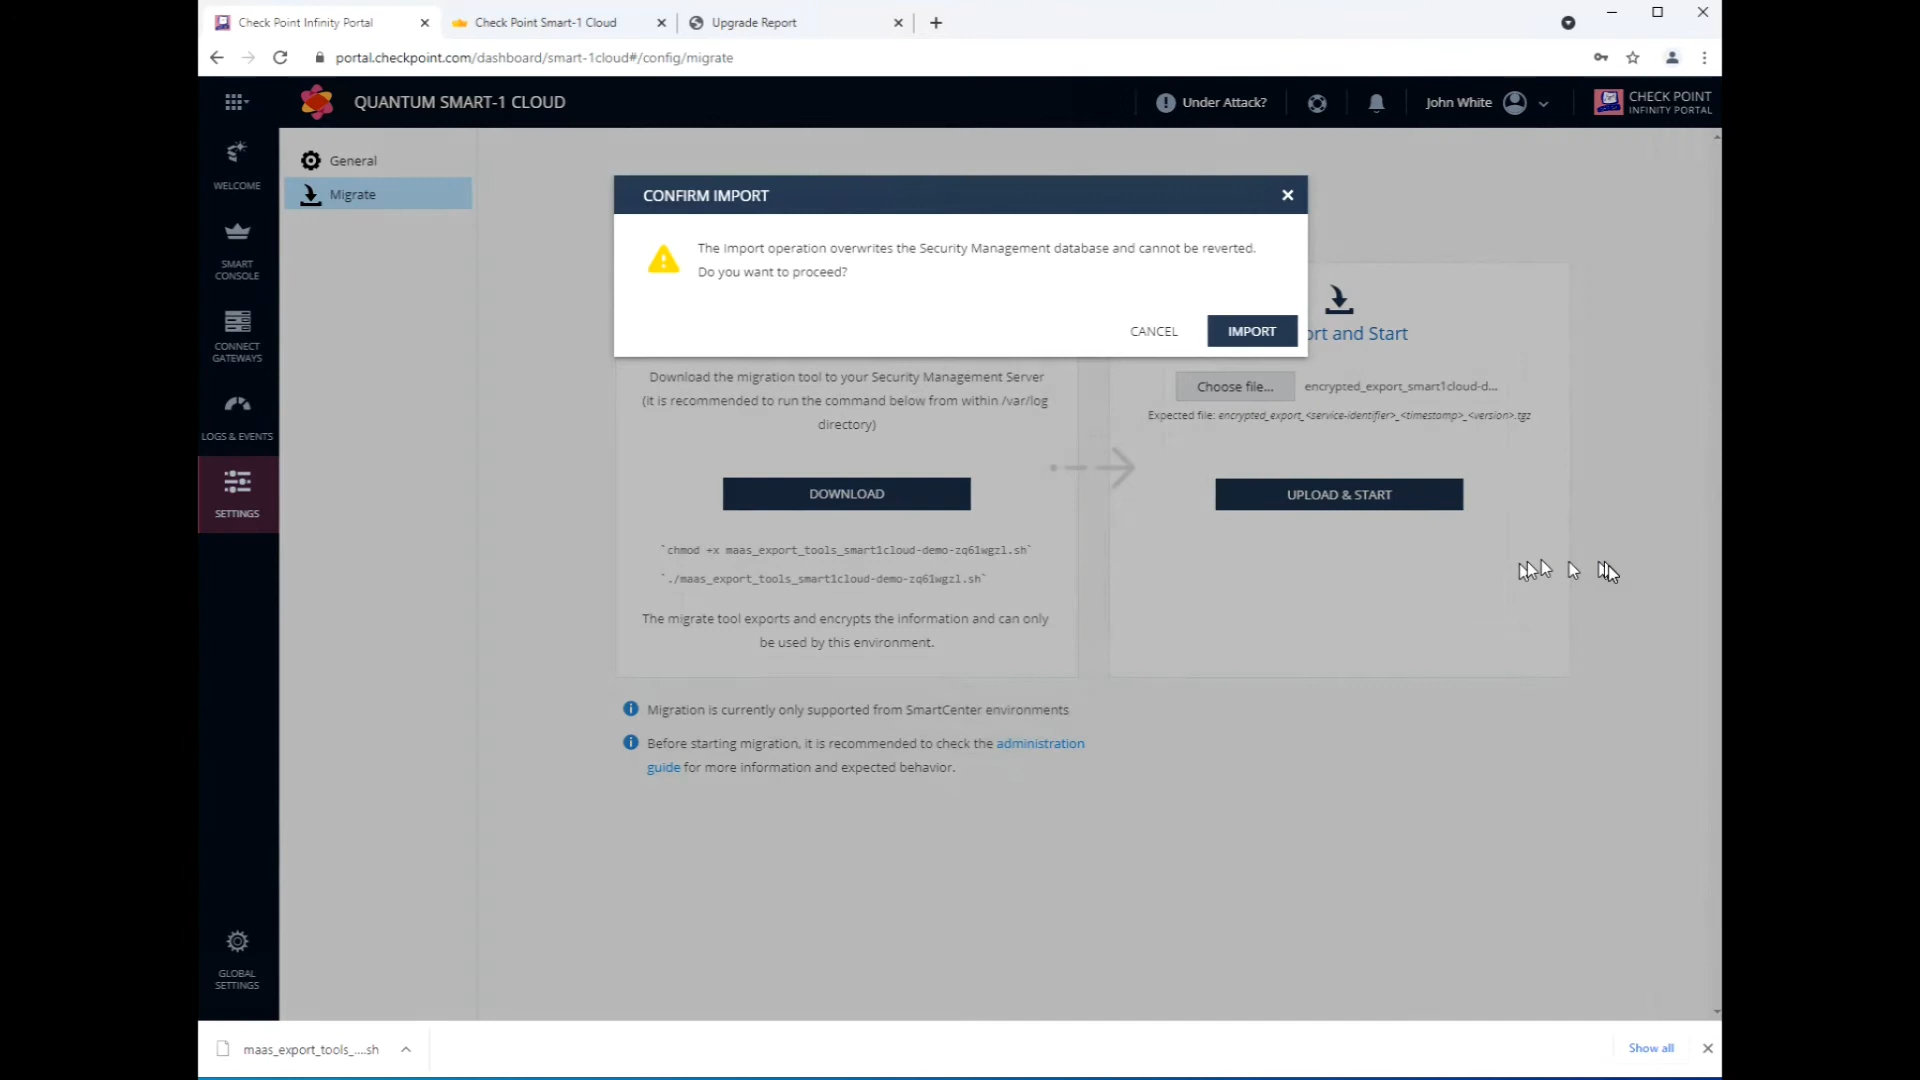 Check Point Infinity Portal
Check Point Smart-1 Cloud
Upgrade Report
portal.checkpoint.com/dashboard/smart-1cloud#/config/migrate
QUANTUM SMART-1 CLOUD
Under Attack?
John White
CHECK POINT
INFINITY PORTAL
WELCOME
SMART
CONSOLE
CONNECT
GATEWAYS
LOGS & EVENTS
SETTINGS
GLOBAL
SETTINGS
General
Migrate
CONFIRM IMPORT
The Import operation overwrites the Security Management database and cannot be reverted.
Do you want to proceed?
CANCEL
IMPORT
Download the migration tool to your Security Management Server
(it is recommended to run the command below from within /var/log
directory)
DOWNLOAD
`chmod +x maas_export_tools_smart1cloud-demo-zq61wgzl.sh`
`./maas_export_tools_smart1cloud-demo-zq61wgzl.sh`
The migrate tool exports and encrypts the information and can only
be used by this environment.
ort and Start
Choose file...
encrypted_export_smart1cloud-d...
Expected file: encrypted_export_<service-identifier>_<timestamp>_<version>.tgz
UPLOAD & START
Migration is currently only supported from SmartCenter environments
Before starting migration, it is recommended to check the administration
guide for more information and expected behavior.
maas_export_tools_....sh
Show all